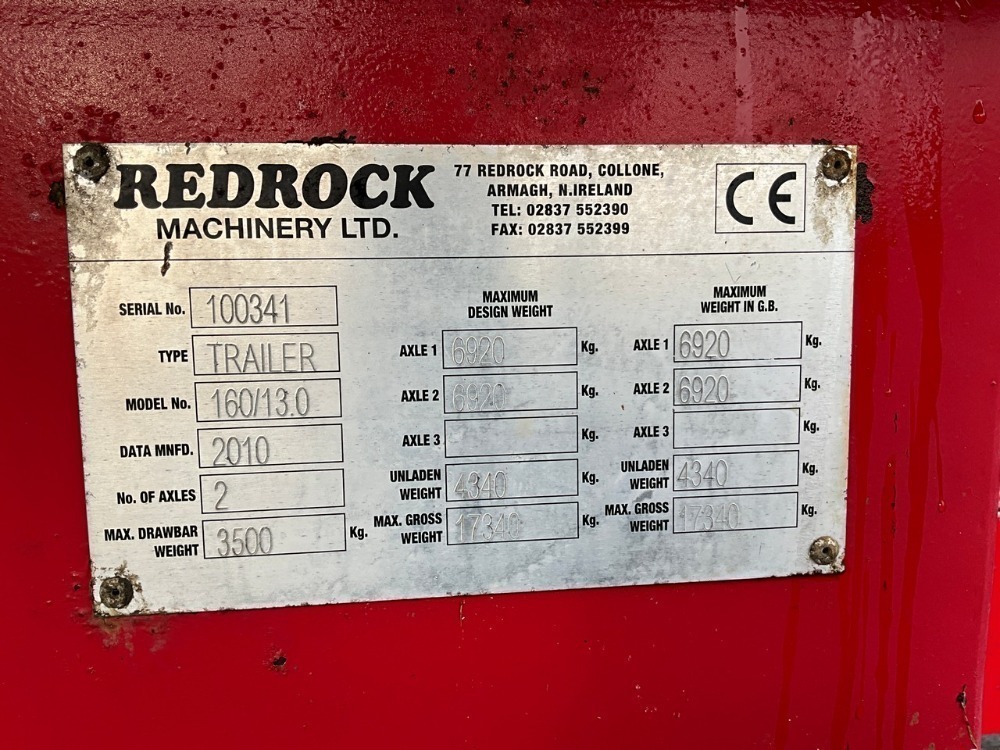 REDROCK
MACHINERY LTD.
77 REDROCK ROAD, COLLONE,
ARMAGH, N.IRELAND
TEL: 02837 552390
FAX: 02837 552399
CE
SERIAL No. 100341
TYPE TRAILER
MODEL No. 160/13.0
DATA MNFD. 2010
No. OF AXLES 2
MAX. DRAWBAR WEIGHT 3500 Kg.
MAXIMUM
DESIGN WEIGHT
AXLE 1 6920 Kg.
AXLE 2 6920 Kg.
AXLE 3 Kg.
UNLADEN WEIGHT 4340 Kg.
MAX. GROSS WEIGHT 17340 Kg.
MAXIMUM
WEIGHT IN G.B.
AXLE 1 6920 Kg.
AXLE 2 6920 Kg.
AXLE 3 Kg.
UNLADEN WEIGHT 4340 Kg.
MAX. GROSS WEIGHT 17340 Kg.